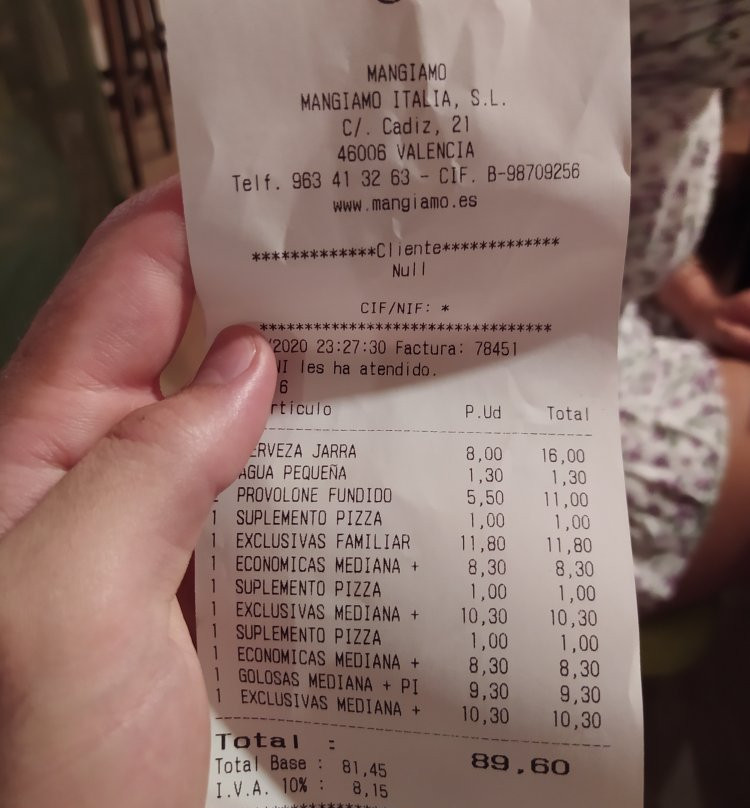 MANGIAMO
MANGIAMO ITALIA, S.L.
C/. Cadiz, 21
46006 VALENCIA
Telf. 963 41 32 63 - CIF. B-98709256
www.mangiamo.es
*************Cliente*************
Null
CIF/NIF: *
*********************************
/2020 23:27:30 Factura: 78451
NI les ha atendido.
6
rtículo P.Ud Total
ERVEZA JARRA 8,00 16,00
AGUA PEQUEÑA 1,30 1,30
PROVOLONE FUNDIDO 5,50 11,00
1 SUPLEMENTO PIZZA 1,00 1,00
1 EXCLUSIVAS FAMILIAR 11,80 11,80
1 ECONOMICAS MEDIANA + 8,30 8,30
1 SUPLEMENTO PIZZA 1,00 1,00
1 EXCLUSIVAS MEDIANA + 10,30 10,30
1 SUPLEMENTO PIZZA 1,00 1,00
1 ECONOMICAS MEDIANA + 8,30 8,30
1 GOLOSAS MEDIANA + PI 9,30 9,30
1 EXCLUSIVAS MEDIANA + 10,30 10,30
Total : 89,60
Total Base : 81,45
I.V.A. 10% : 8,15